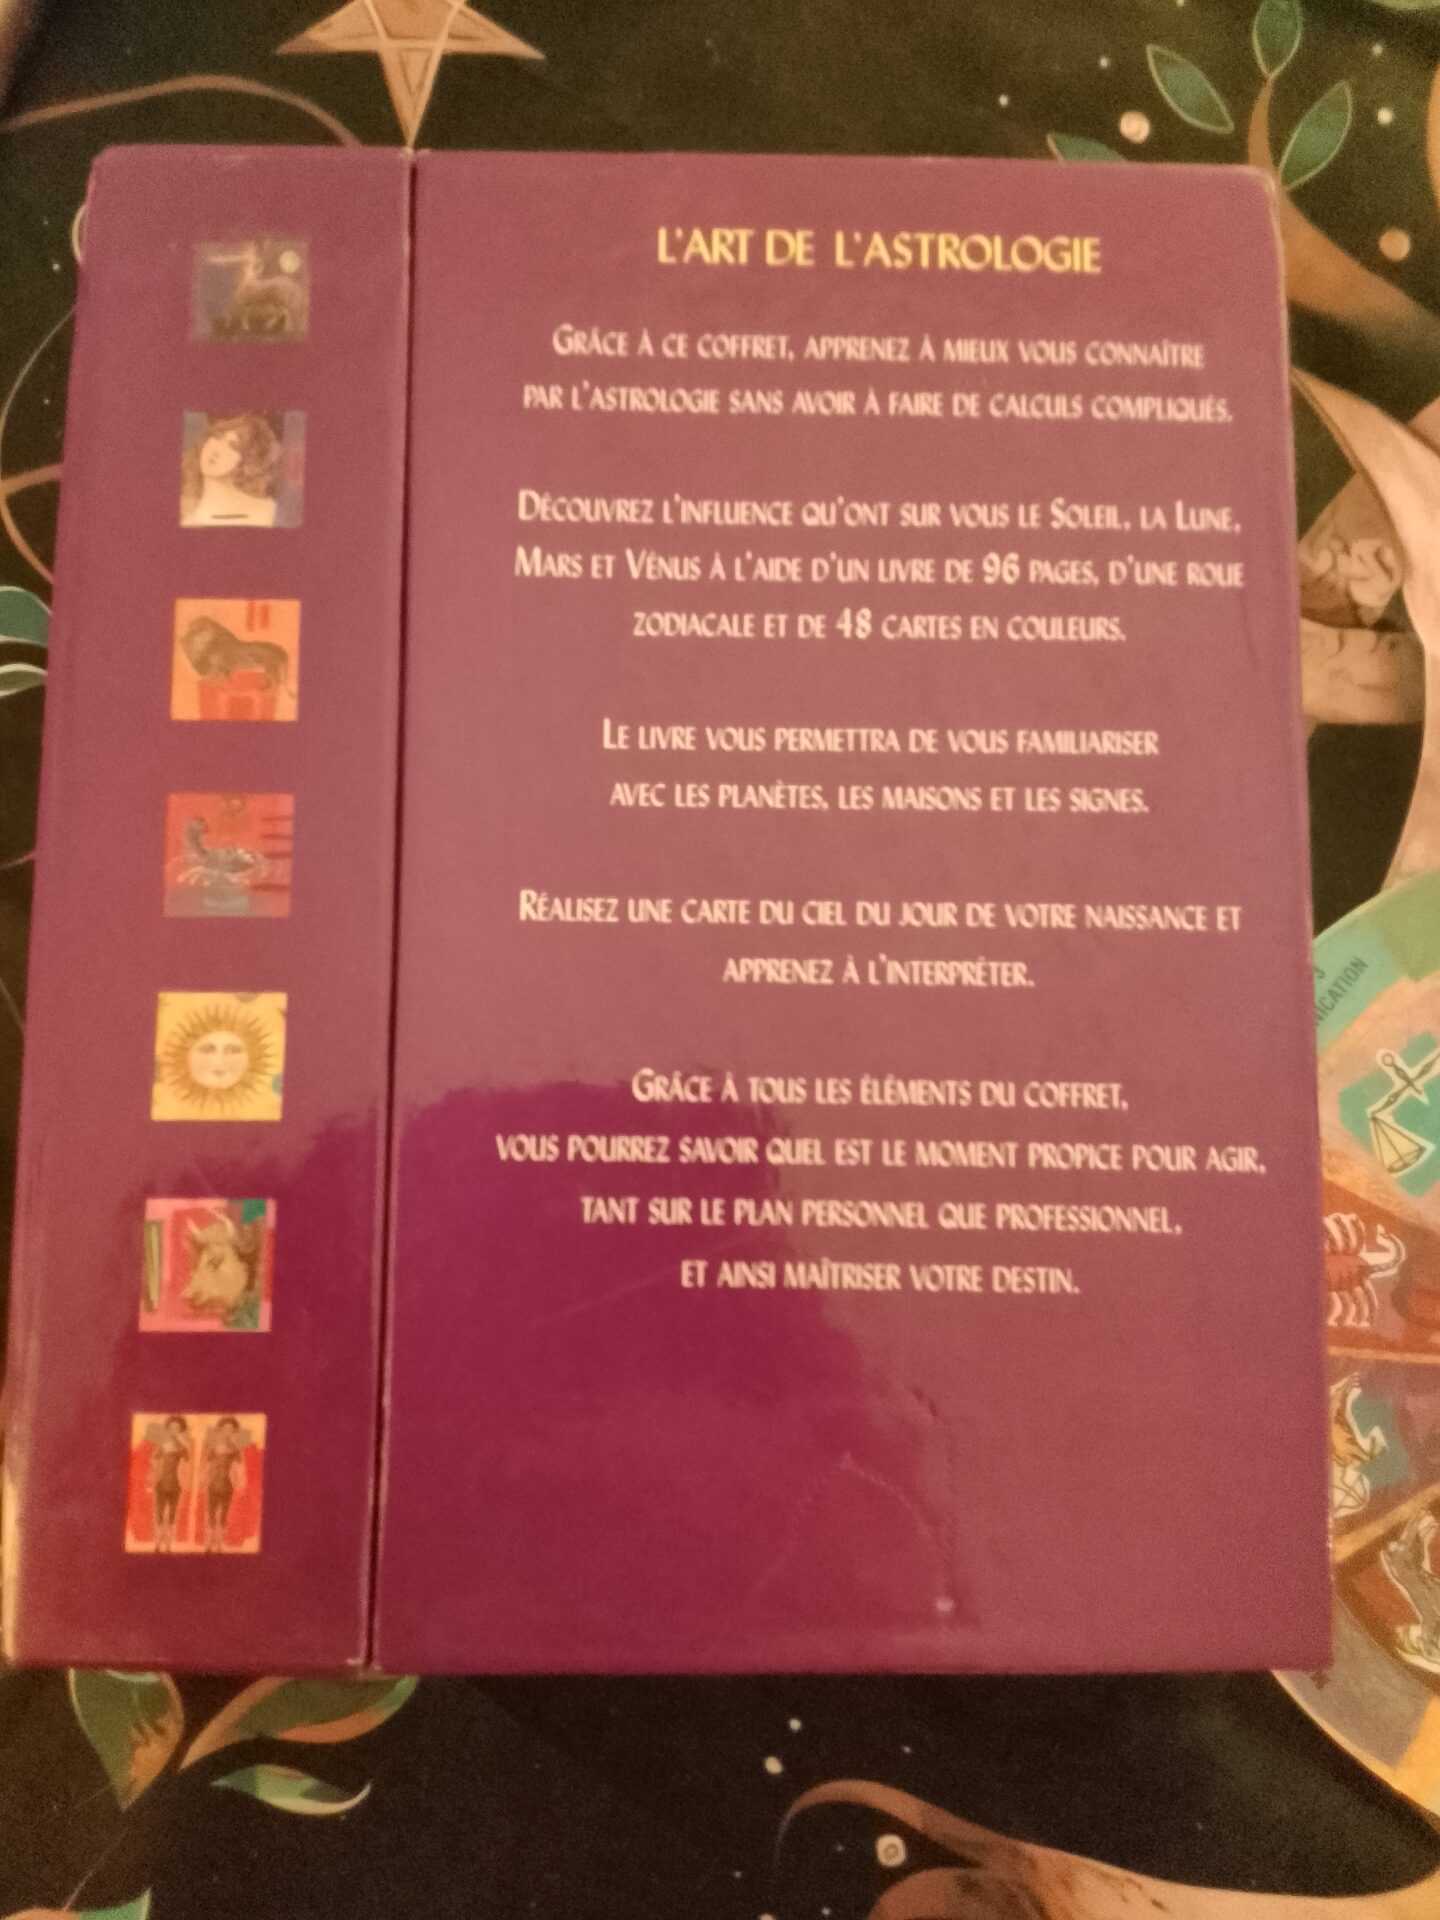 L'ART DE L'ASTROLOGIE
GRÂCE À CE COFFRET, APPRENEZ À MIEUX VOUS CONNAÎTRE
PAR L'ASTROLOGIE SANS AVOIR À FAIRE DE CALCULS COMPLIQUÉS.
DÉCOUVREZ L'INFLUENCE QU'ONT SUR VOUS LE SOLEIL, LA LUNE,
MARS ET VÉNUS À L'AIDE D'UN LIVRE DE 96 PAGES, D'UNE ROUE
ZODIACALE ET DE 48 CARTES EN COULEURS.
LE LIVRE VOUS PERMETTRA DE VOUS FAMILIARISER
AVEC LES PLANÈTES, LES MAISONS ET LES SIGNES.
RÉALISEZ UNE CARTE DU CIEL DU JOUR DE VOTRE NAISSANCE ET
APPRENEZ À L'INTERPRÉTER.
GRÂCE À TOUS LES ÉLÉMENTS DU COFFRET,
VOUS POURREZ SAVOIR QUEL EST LE MOMENT PROPICE POUR AGIR,
TANT SUR LE PLAN PERSONNEL QUE PROFESSIONNEL,
ET AINSI MAÎTRISER VOTRE DESTIN.